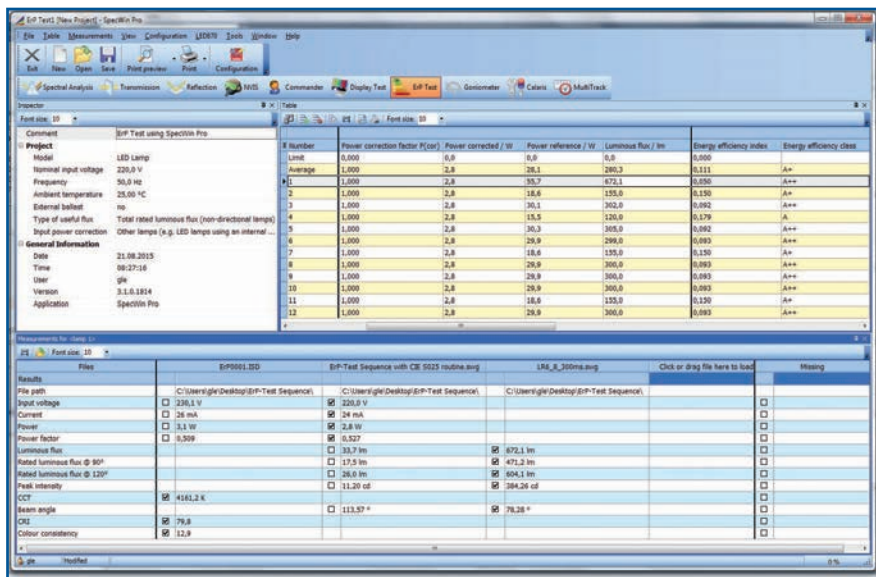 ErP Test1 [New Project] - SpecWin Pro
File Table Measurements View Configuration LED870 Tools Window Help
Exit New Open Save Print preview Print Configuration
Spectral Analysis Transmission Reflection NVIS Commander Display Test ErP Test Goniometer Calaris MultiTrack
Inspector
Font size: 10
Comment ErP Test using SpecWin Pro
Project
Model LED Lamp
Nominal input voltage 220,0 V
Frequency 50,0 Hz
Ambient temperature 25,00 °C
External ballast no
Type of useful flux Total rated luminous flux (non-directional lamps)
Input power correction Other lamps (e.g. LED lamps using an internal ...
General Information
Date 21.08.2015
Time 08:27:16
User gle
Version 3.1.0.1814
Application SpecWin Pro
Table
Font size: 10
Number Power correction factor P(cor) Power corrected / W Power reference / W Luminous flux / lm Energy efficiency index Energy efficiency class
Limit 0,000 0,0 0,0 0,0 0,000
Average 1,000 2,8 28,1 280,3 0,111 A+
1 1,000 2,8 55,7 672,1 0,050 A++
2 1,000 2,8 18,6 155,0 0,150 A+
3 1,000 2,8 30,1 302,0 0,092 A++
4 1,000 2,8 15,5 120,0 0,179 A
5 1,000 2,8 30,3 305,0 0,092 A++
6 1,000 2,8 29,9 299,0 0,093 A++
7 1,000 2,8 18,6 155,0 0,150 A+
8 1,000 2,8 29,9 300,0 0,093 A++
9 1,000 2,8 29,9 300,0 0,093 A++
10 1,000 2,8 29,9 300,0 0,093 A++
11 1,000 2,8 18,6 155,0 0,150 A+
12 1,000 2,8 29,9 300,0 0,093 A++
Measurements for <lamp 1>
Font size: 10
Files ErP0001.ISD ErP-Test Sequence with CIE S025 routine.swg LR6_8_300ms.swg Click or drag file here to load Missing
Results
File path C:\Users\gle\Desktop\ErP-Test Sequence\ C:\Users\gle\Desktop\ErP-Test Sequence\ C:\Users\gle\Desktop\ErP-Test Sequence\
Input voltage 230,1 V 220,0 V
Current 26 mA 24 mA
Power 3,1 W 2,8 W
Power factor 0,509 0,527
Luminous flux 33,7 lm 672,1 lm
Rated luminous flux @ 90° 17,5 lm 471,2 lm
Rated luminous flux @ 120° 26,0 lm 604,1 lm
Peak intensity 11,20 cd 384,26 cd
CCT 4161,2 K
Beam angle 113,57 ° 78,28 °
CRI 79,8
Colour consistency 12,9
gle Modified 0 %